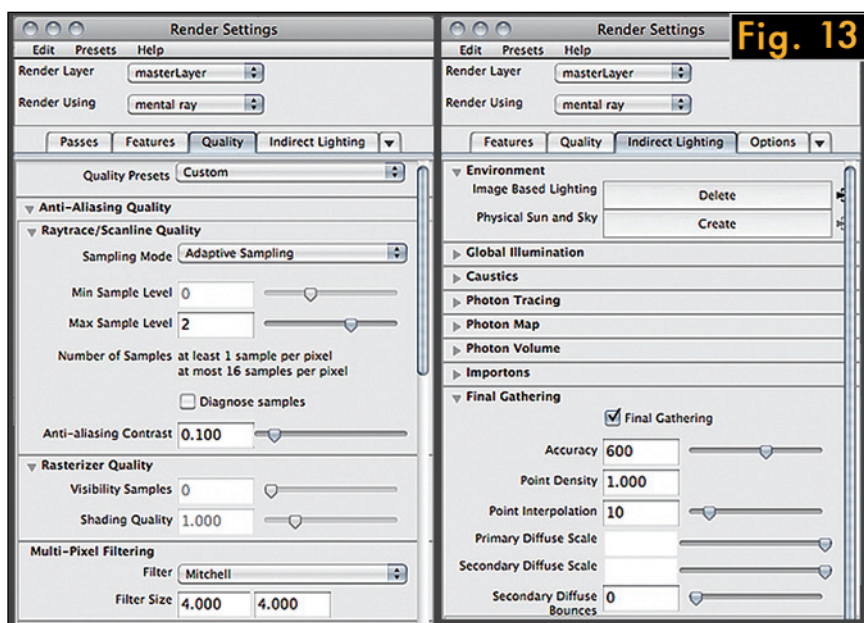 Fig. 13
Render Settings
Edit Presets Help
Render Layer masterLayer
Render Using mental ray
Passes Features Quality Indirect Lighting
Quality Presets Custom
Anti-Aliasing Quality
Raytrace/Scanline Quality
Sampling Mode Adaptive Sampling
Min Sample Level 0
Max Sample Level 2
Number of Samples at least 1 sample per pixel
at most 16 samples per pixel
Diagnose samples
Anti-aliasing Contrast 0.100
Rasterizer Quality
Visibility Samples 0
Shading Quality 1.000
Multi-Pixel Filtering
Filter Mitchell
Filter Size 4.000 4.000
Render Settings
Edit Presets Help
Render Layer masterLayer
Render Using mental ray
Features Quality Indirect Lighting Options
Environment
Image Based Lighting Delete
Physical Sun and Sky Create
Global Illumination
Caustics
Photon Tracing
Photon Map
Photon Volume
Importons
Final Gathering
Final Gathering
Accuracy 600
Point Density 1.000
Point Interpolation 10
Primary Diffuse Scale
Secondary Diffuse Scale
Secondary Diffuse
Bounces 0